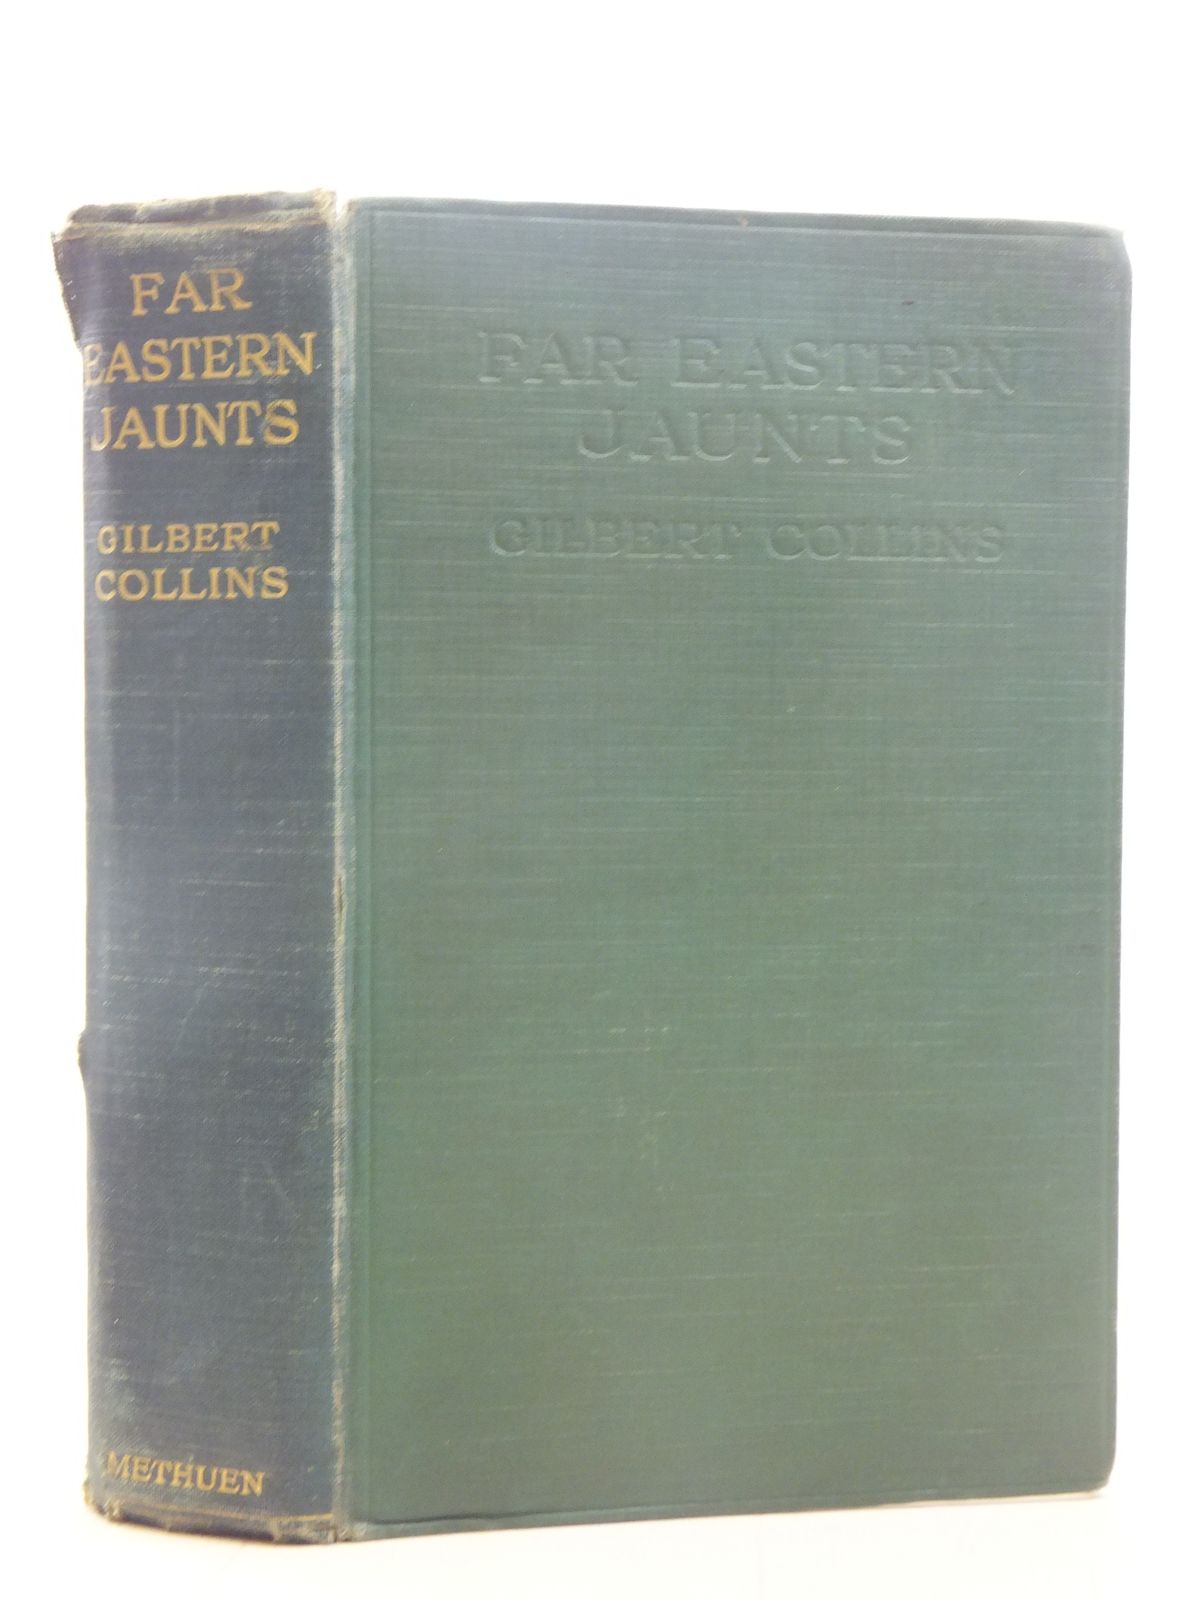 FAR
EASTERN
JAUNTS
GILBERT
COLLINS
METHUEN
FAR EASTERN
JAUNTS
GILBERT COLLINS